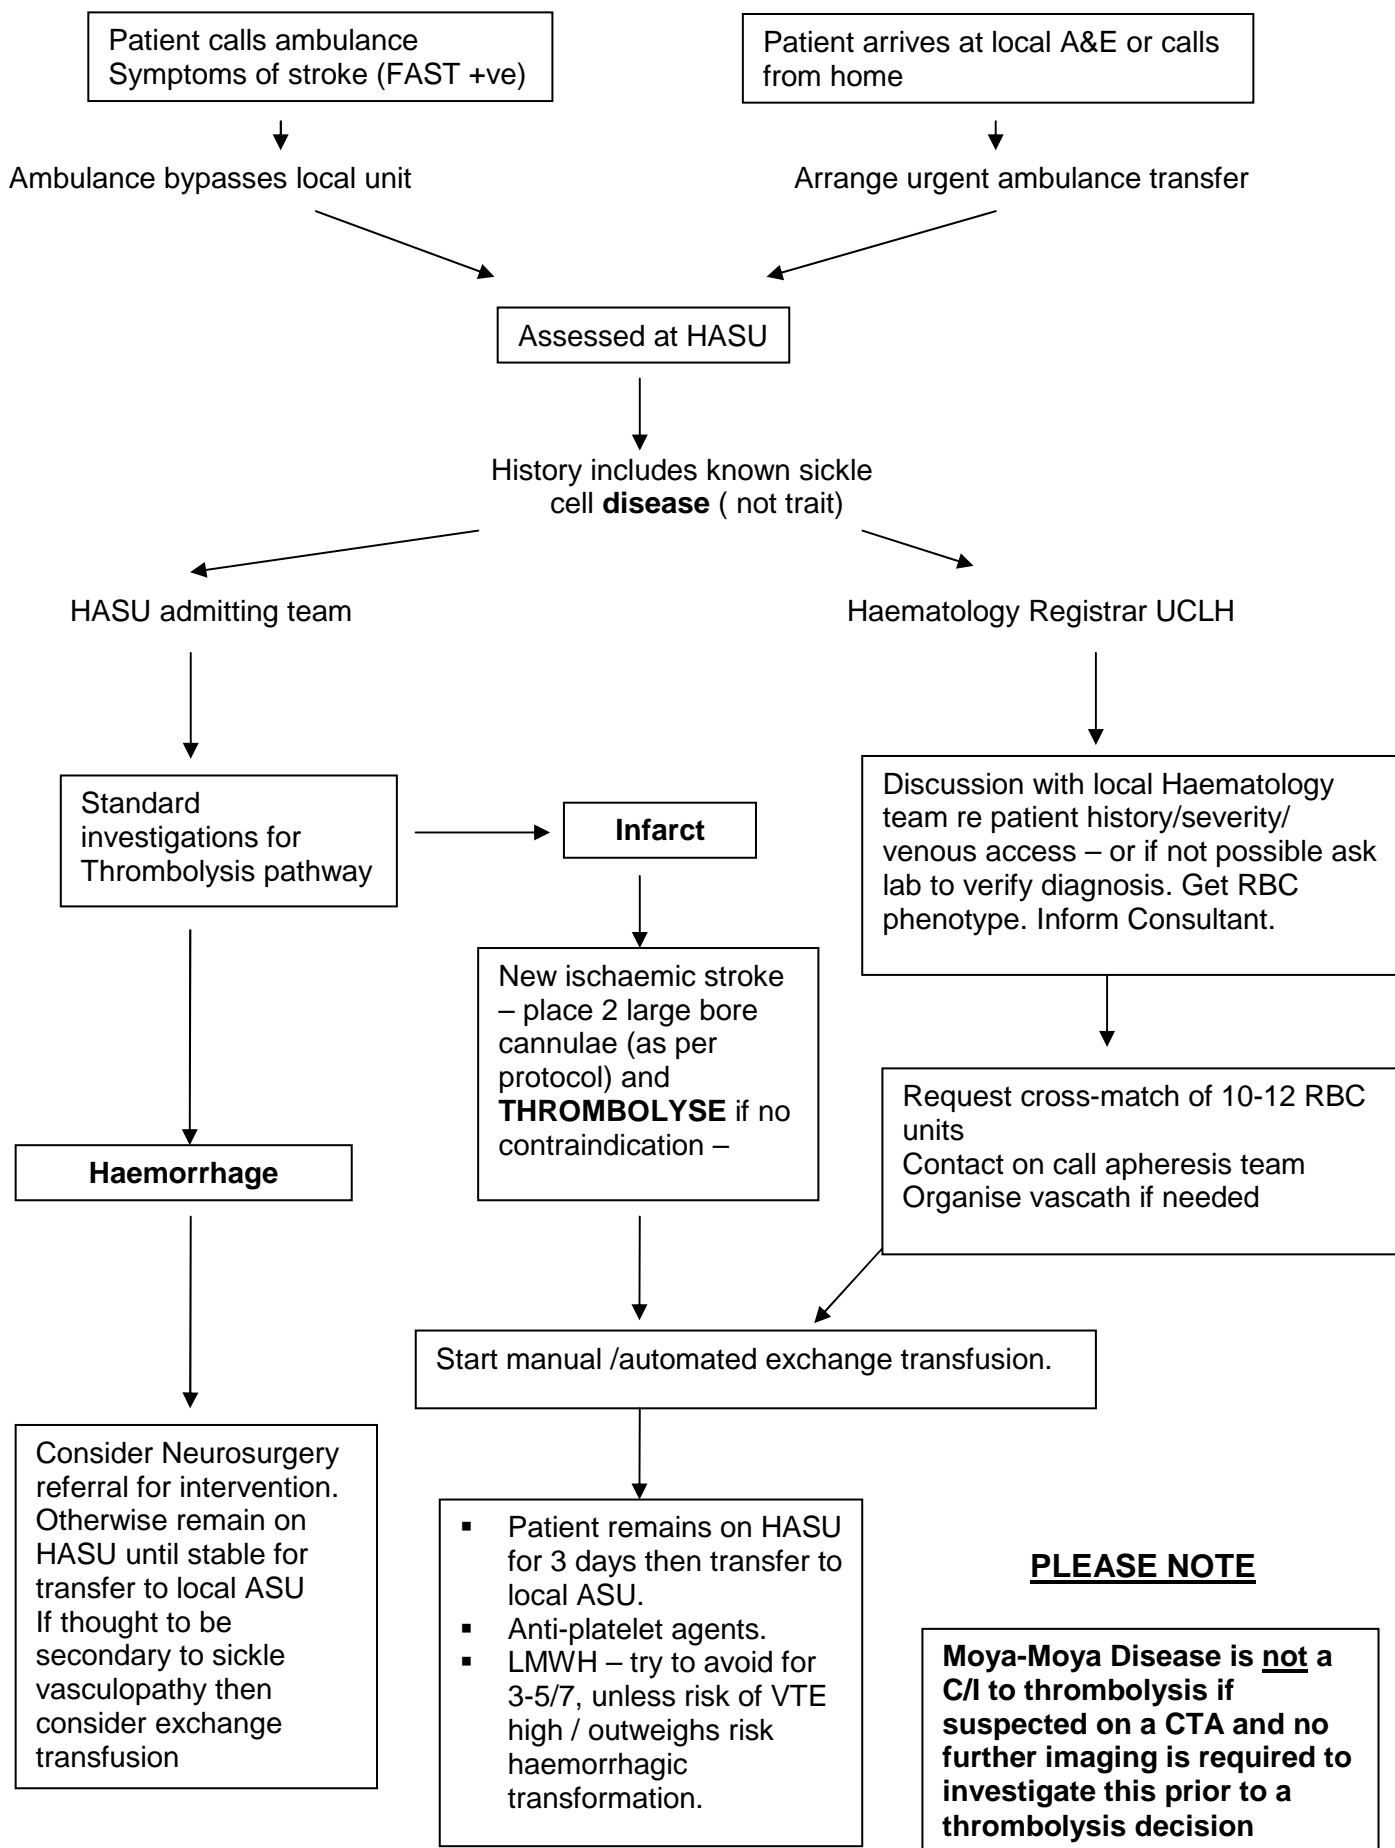 Patient calls ambulance
Symptoms of stroke (FAST +ve)
Patient arrives at local A&E or calls
from home
Ambulance bypasses local unit
Arrange urgent ambulance transfer
Assessed at HASU
History includes known sickle
cell disease ( not trait)
HASU admitting team
Haematology Registrar UCLH
Standard
investigations for
Thrombolysis pathway
Infarct
Discussion with local Haematology
team re patient history/severity/
venous access – or if not possible ask
lab to verify diagnosis. Get RBC
phenotype. Inform Consultant.
New ischaemic stroke
– place 2 large bore
cannulae (as per
protocol) and
THROMBOLYSE if no
contraindication –
Request cross-match of 10-12 RBC
units
Contact on call apheresis team
Organise vascath if needed
Haemorrhage
Start manual /automated exchange transfusion.
Consider Neurosurgery
referral for intervention.
Otherwise remain on
HASU until stable for
transfer to local ASU
If thought to be
secondary to sickle
vasculopathy then
consider exchange
transfusion
▪ Patient remains on HASU
for 3 days then transfer to
local ASU.
▪ Anti-platelet agents.
▪ LMWH – try to avoid for
3-5/7, unless risk of VTE
high / outweighs risk
haemorrhagic
transformation.
PLEASE NOTE
Moya-Moya Disease is not a
C/I to thrombolysis if
suspected on a CTA and no
further imaging is required to
investigate this prior to a
thrombolysis decision